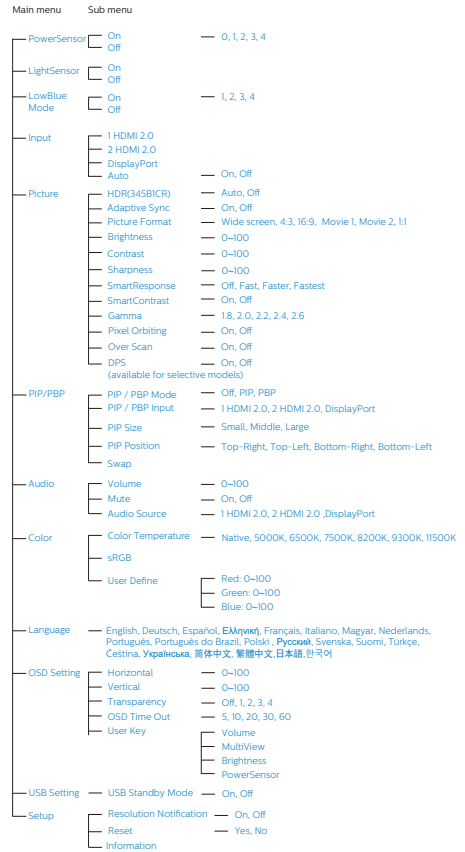 Main menu Sub menu
PowerSensor On 0, 1, 2, 3, 4
Off
LightSensor On
Off
LowBlue On 1, 2, 3, 4
Mode Off
Input 1 HDMI 2.0
2 HDMI 2.0
DisplayPort
Auto On, Off
Picture HDR(345B1CR) Auto, Off
Adaptive Sync On, Off
Picture Format Wide screen, 4:3, 16:9, Movie 1, Movie 2, 1:1
Brightness 0~100
Contrast 0~100
Sharpness 0~100
SmartResponse Off, Fast, Faster, Fastest
SmartContrast On, Off
Gamma 1.8, 2.0, 2.2, 2.4, 2.6
Pixel Orbiting On, Off
Over Scan On, Off
DPS On, Off
(available for selective models)
PIP/PBP PIP / PBP Mode Off, PIP, PBP
PIP / PBP Input 1 HDMI 2.0, 2 HDMI 2.0, DisplayPort
PIP Size Small, Middle, Large
PIP Position Top-Right, Top-Left, Bottom-Right, Bottom-Left
Swap
Audio Volume 0~100
Mute On, Off
Audio Source 1 HDMI 2.0, 2 HDMI 2.0 ,DisplayPort
Color Color Temperature Native, 5000K, 6500K, 7500K, 8200K, 9300K, 11500K
sRGB
User Define Red: 0~100
Green: 0~100
Blue: 0~100
Language English, Deutsch, Español, Ελληνική, Français, Italiano, Magyar, Nederlands,
Português, Português do Brazil, Polski , Русский, Svenska, Suomi, Türkçe,
Čeština, Українська, 简体中文, 繁體中文,日本語,한국어
OSD Setting Horizontal 0~100
Vertical 0~100
Transparency Off, 1, 2, 3, 4
OSD Time Out 5, 10, 20, 30, 60
User Key Volume
MultiView
Brightness
PowerSensor
USB Setting USB Standby Mode On, Off
Setup Resolution Notification On, Off
Reset Yes, No
Information